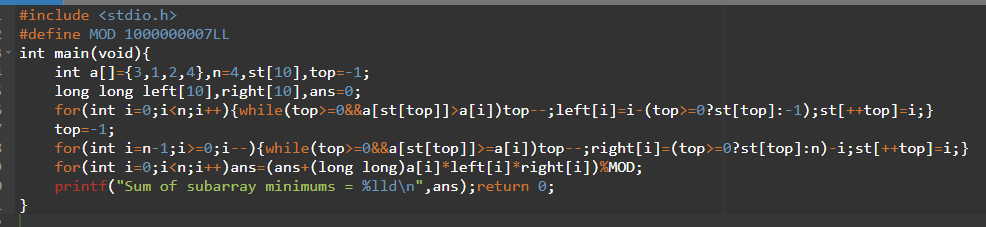 #include <stdio.h>
#define MOD 1000000007LL
int main(void){
    int a[]={3,1,2,4},n=4,st[10],top=-1;
    long long left[10],right[10],ans=0;
    for(int i=0;i<n;i++){while(top>=0&&a[st[top]]>a[i])top--;left[i]=i-(top>=0?st[top]:-1);st[++top]=i;}
    top=-1;
    for(int i=n-1;i>=0;i--){while(top>=0&&a[st[top]]>=a[i])top--;right[i]=(top>=0?st[top]:n)-i;st[++top]=i;}
    for(int i=0;i<n;i++)ans=(ans+(long long)a[i]*left[i]*right[i])%MOD;
    printf("Sum of subarray minimums = %lld\n",ans);return 0;
}